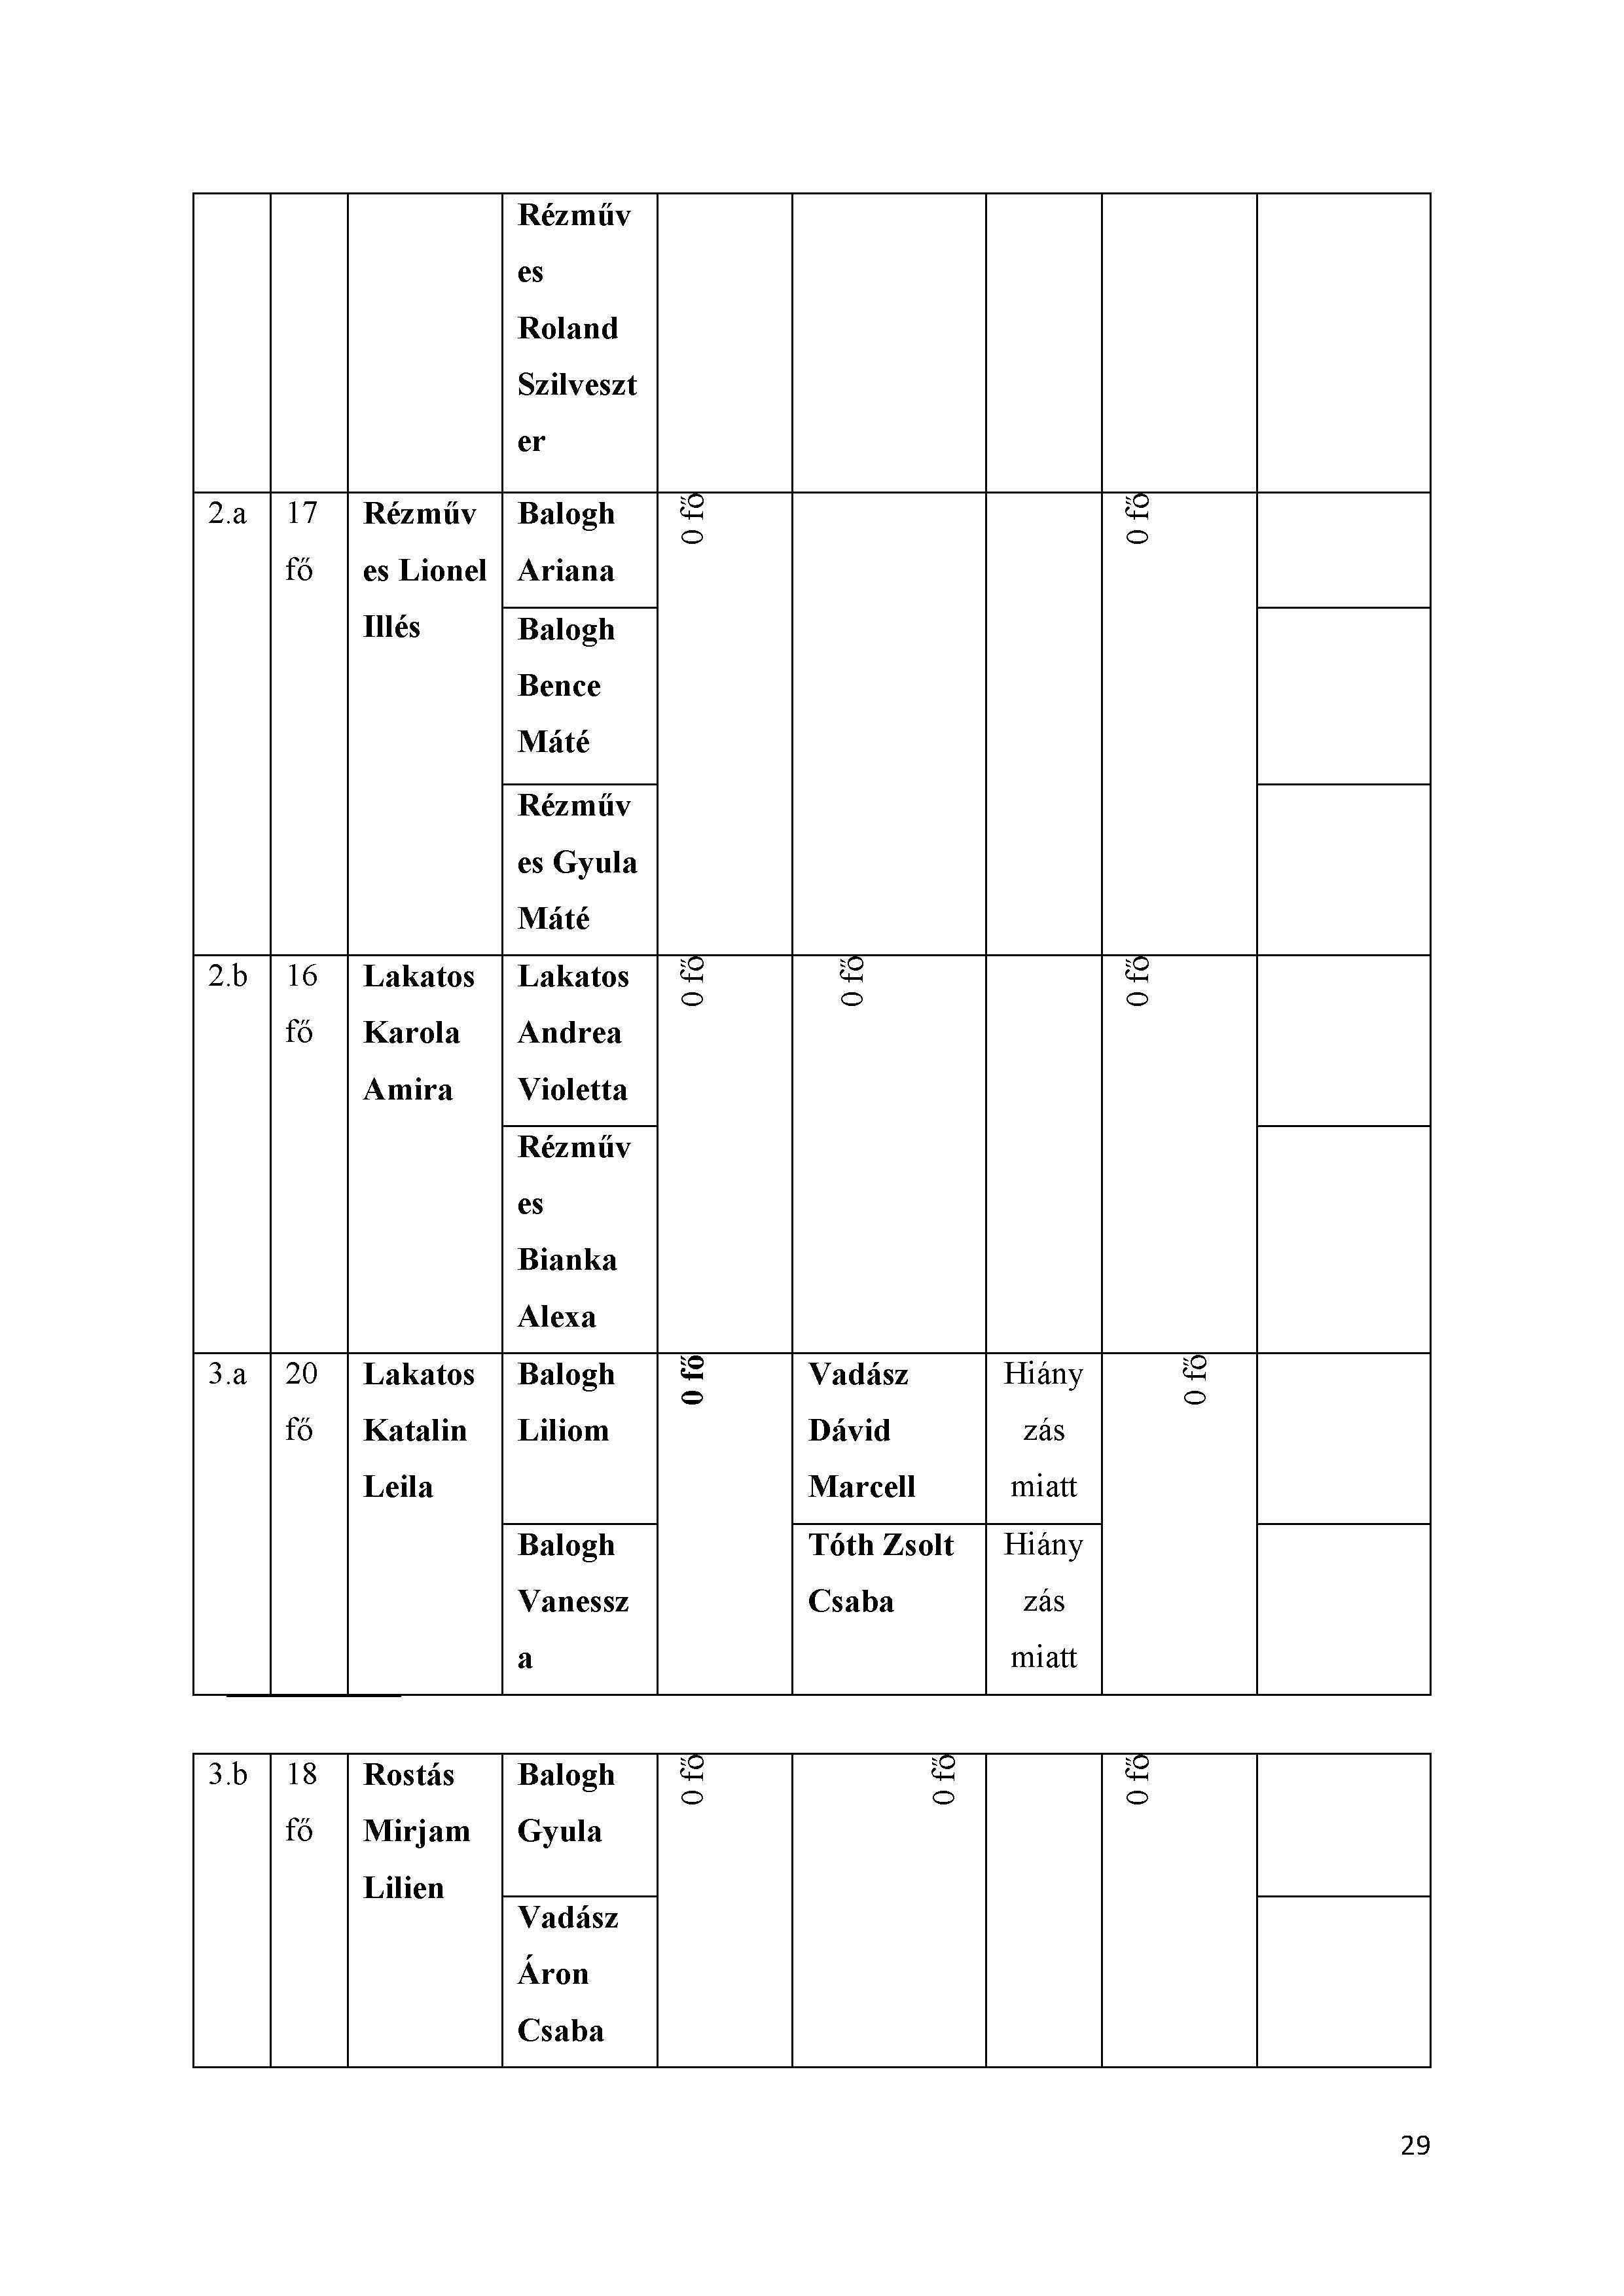 Rézműv
es
Roland
Szilveszt
er
2.a
17
fő
Rézműv
es Lionel
Illés
Balogh
Ariana
0 fő
0 fő
Balogh
Bence
Máté
Rézműv
es Gyula
Máté
2.b
16
fő
Lakatos
Karola
Amira
Lakatos
Andrea
Violetta
0 fő
0 fő
0 fő
Rézműv
es
Bianka
Alexa
3.a
20
fő
Lakatos
Katalin
Leila
Balogh
Liliom
0 fő
Vadász
Dávid
Marcell
Hiány
zás
miatt
0 fő
Balogh
Vanessz
a
Tóth Zsolt
Csaba
Hiány
zás
miatt
3.b
18
fő
Rostás
Mirjam
Lilien
Balogh
Gyula
0 fő
0 fő
0 fő
Vadász
Áron
Csaba
29